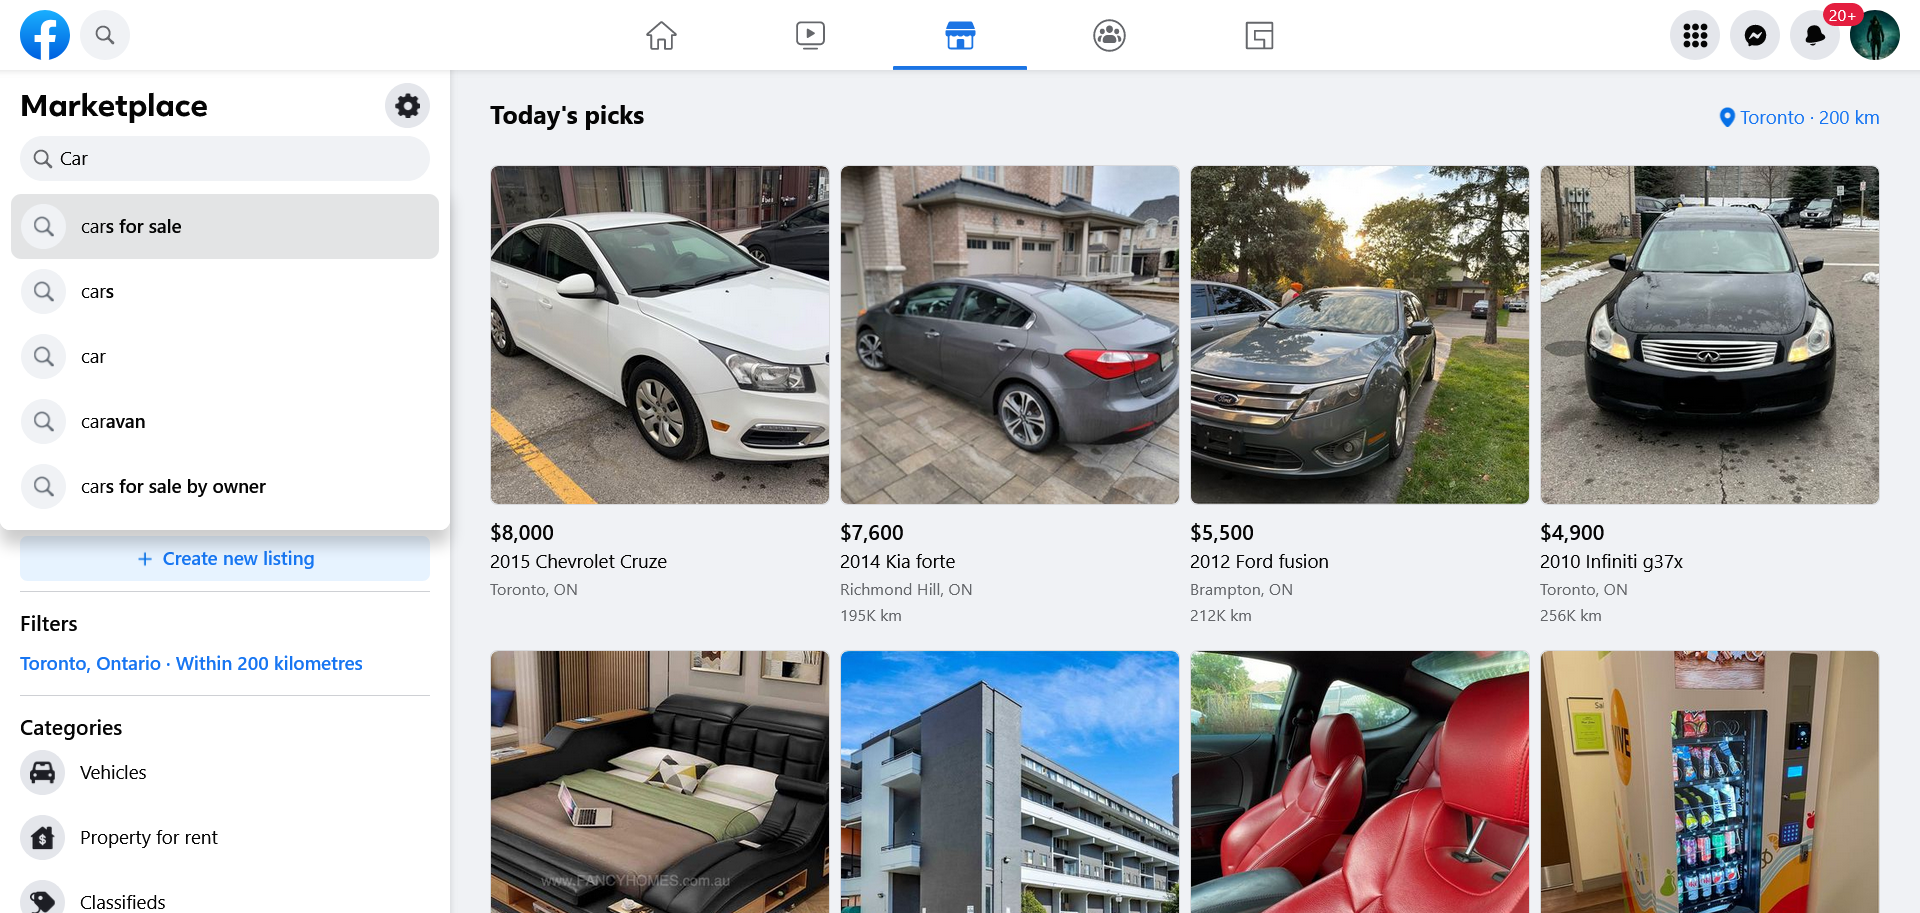 20+
Marketplace
Car
cars for sale
cars
car
caravan
cars for sale by owner
+ Create new listing
Filters
Toronto, Ontario · Within 200 kilometres
Categories
Vehicles
Property for rent
Classifieds
Today's picks
Toronto · 200 km
$8,000
2015 Chevrolet Cruze
Toronto, ON
$7,600
2014 Kia forte
Richmond Hill, ON
195K km
$5,500
2012 Ford fusion
Brampton, ON
212K km
$4,900
2010 Infiniti g37x
Toronto, ON
256K km
www.FANCYHOMES.com.au